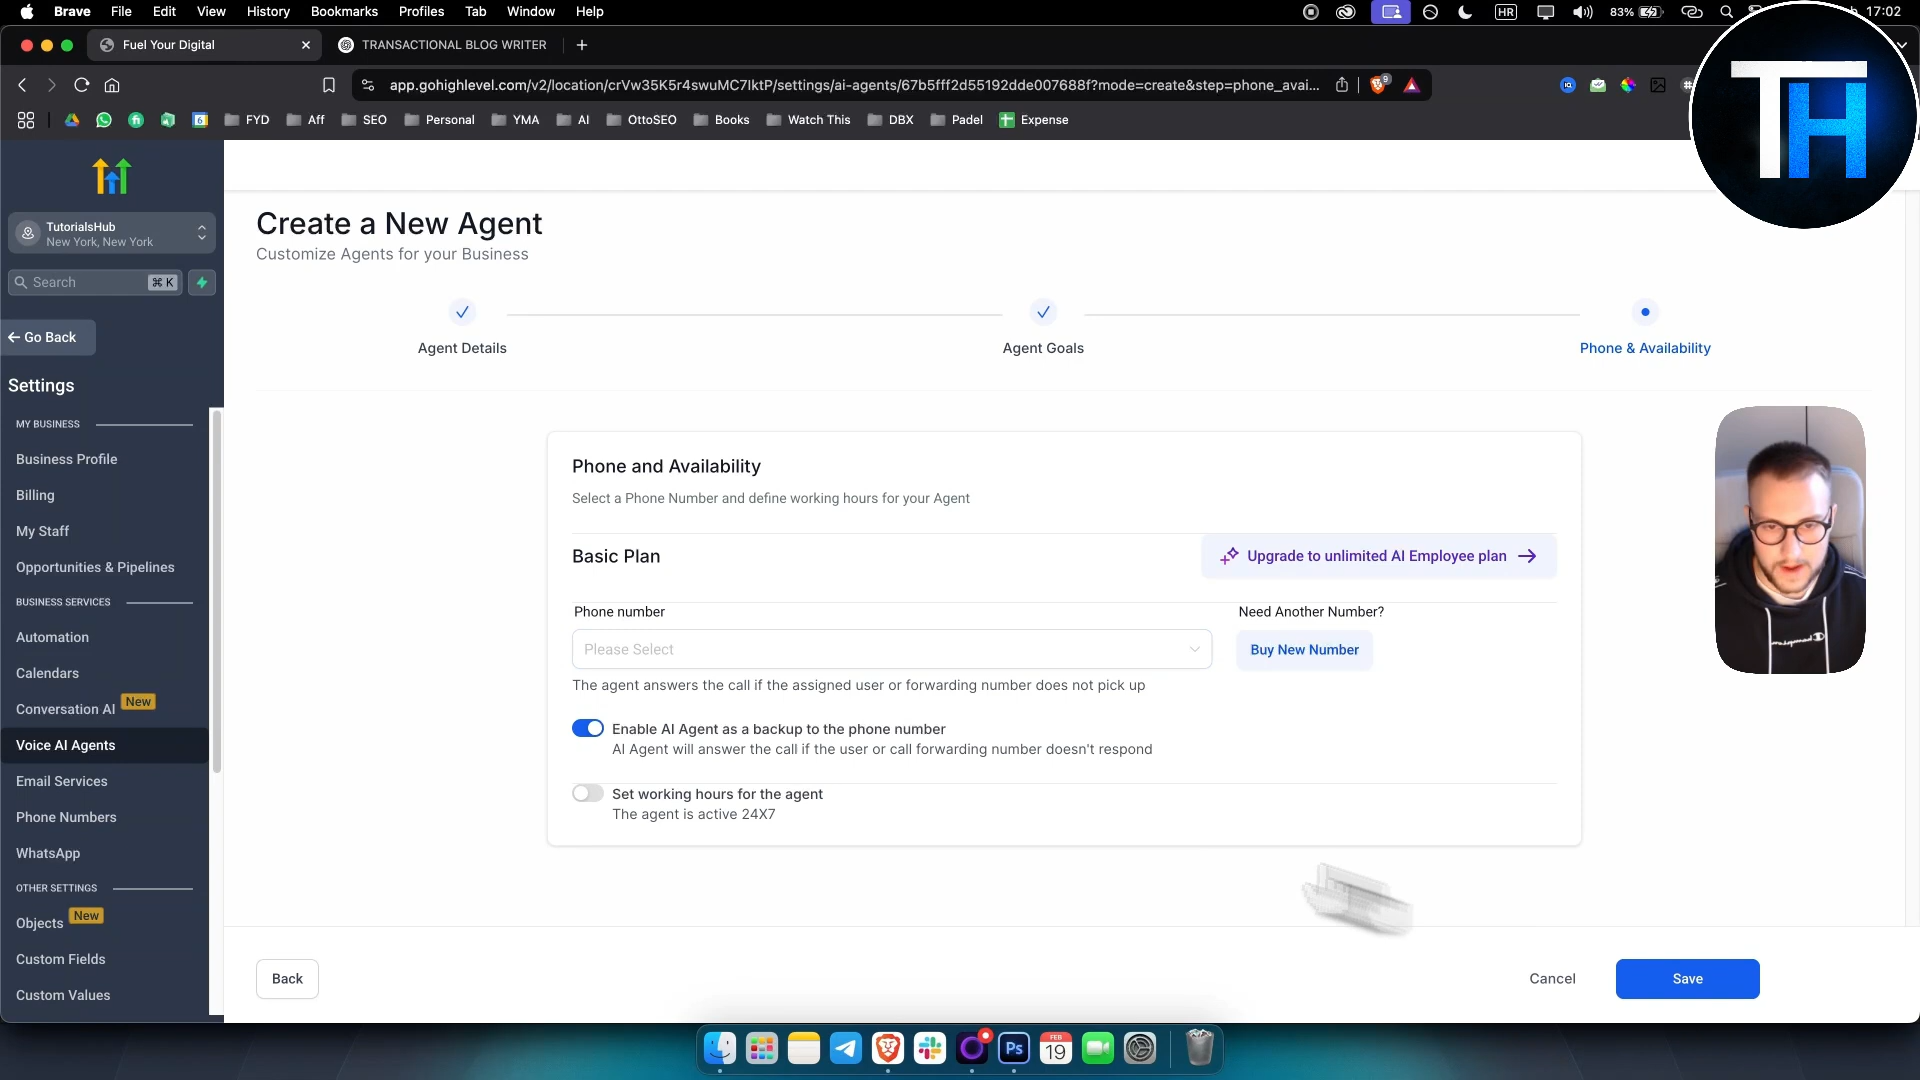 Brave File Edit View History Bookmarks Profiles Tab Window Help
HR 83% 17:02
Fuel Your Digital
TRANSACTIONAL BLOG WRITER
app.gohighlevel.com/v2/location/crVw35K5r4swuMC7IktP/settings/ai-agents/67b5fff2d55192dde007688f?mode=create&step=phone_avai...
9
6 FYD Aff SEO Personal YMA AI OttoSEO Books Watch This DBX Padel Expense
TH
TutorialsHub
New York, New York
Search ⌘ K
Go Back
Settings
MY BUSINESS
Business Profile
Billing
My Staff
Opportunities & Pipelines
BUSINESS SERVICES
Automation
Calendars
Conversation AI New
Voice AI Agents
Email Services
Phone Numbers
WhatsApp
OTHER SETTINGS
Objects New
Custom Fields
Custom Values
Create a New Agent
Customize Agents for your Business
Agent Details
Agent Goals
Phone & Availability
Phone and Availability
Select a Phone Number and define working hours for your Agent
Basic Plan
Upgrade to unlimited AI Employee plan
Phone number
Need Another Number?
Please Select
Buy New Number
The agent answers the call if the assigned user or forwarding number does not pick up
Enable AI Agent as a backup to the phone number
AI Agent will answer the call if the user or call forwarding number doesn't respond
Set working hours for the agent
The agent is active 24X7
Back
Cancel
Save
Ps
FEB
19